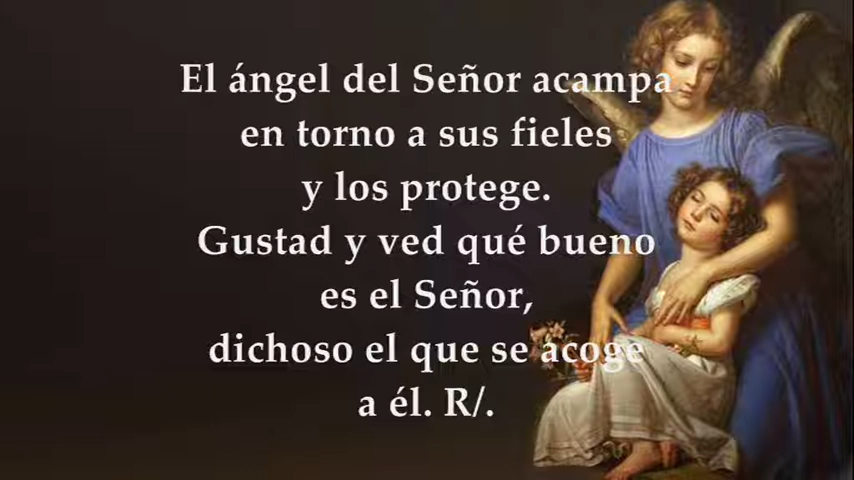 El ángel del Señor acampa
en torno a sus fieles
y los protege.
Gustad y ved qué bueno
es el Señor,
dichoso el que se acoge
a él. R/.